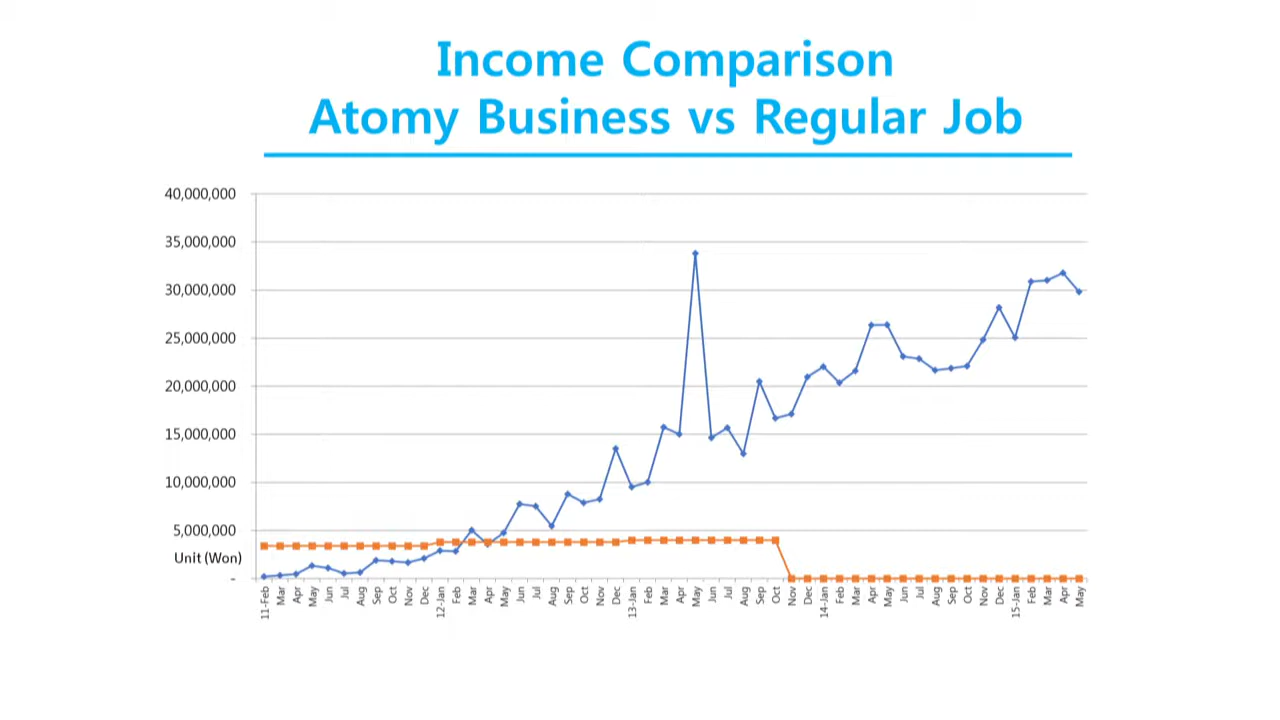 Income Comparison
Atomy Business vs Regular Job
40,000,000
35,000,000
30,000,000
25,000,000
20,000,000
15,000,000
10,000,000
5,000,000
Unit (Won)
-
11-Feb Mar Apr May Jun Jul Aug Sep Oct Nov Dec 12-Jan Feb Mar Apr May Jun Jul Aug Sep Oct Nov Dec 13-Jan Feb Mar Apr May Jun Jul Aug Sep Oct Nov Dec 14-Jan Feb Mar Apr May Jun Jul Aug Sep Oct Nov Dec 15-Jan Feb Mar Apr May